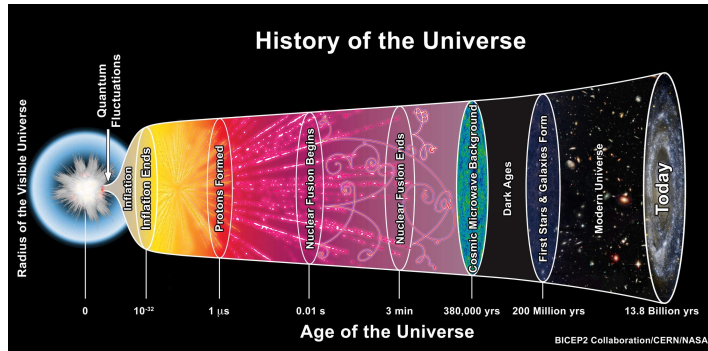 History of the Universe
Radius of the Visible Universe
Quantum
Fluctuations
Inflation
Inflation Ends
Protons Formed
Nuclear Fusion Begins
Nuclear Fusion Ends
Cosmic Microwave Background
Dark Ages
First Stars & Galaxies Form
Modern Universe
Today
0
10⁻³²
1 μs
0.01 s
3 min
380,000 yrs
200 Million yrs
13.8 Billion yrs
Age of the Universe
BICEP2 Collaboration/CERN/NASA